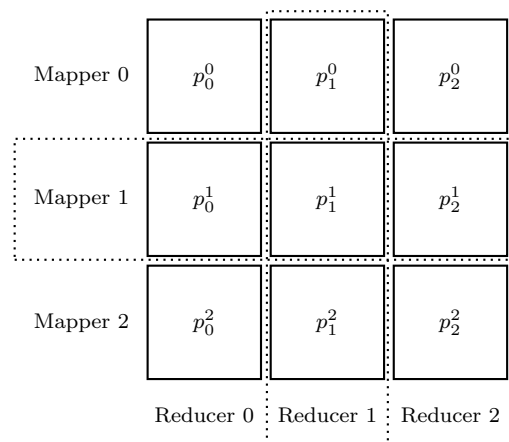 Mapper 0 p_0^0 p_1^0 p_2^0
Mapper 1 p_0^1 p_1^1 p_2^1
Mapper 2 p_0^2 p_1^2 p_2^2
Reducer 0 Reducer 1 Reducer 2